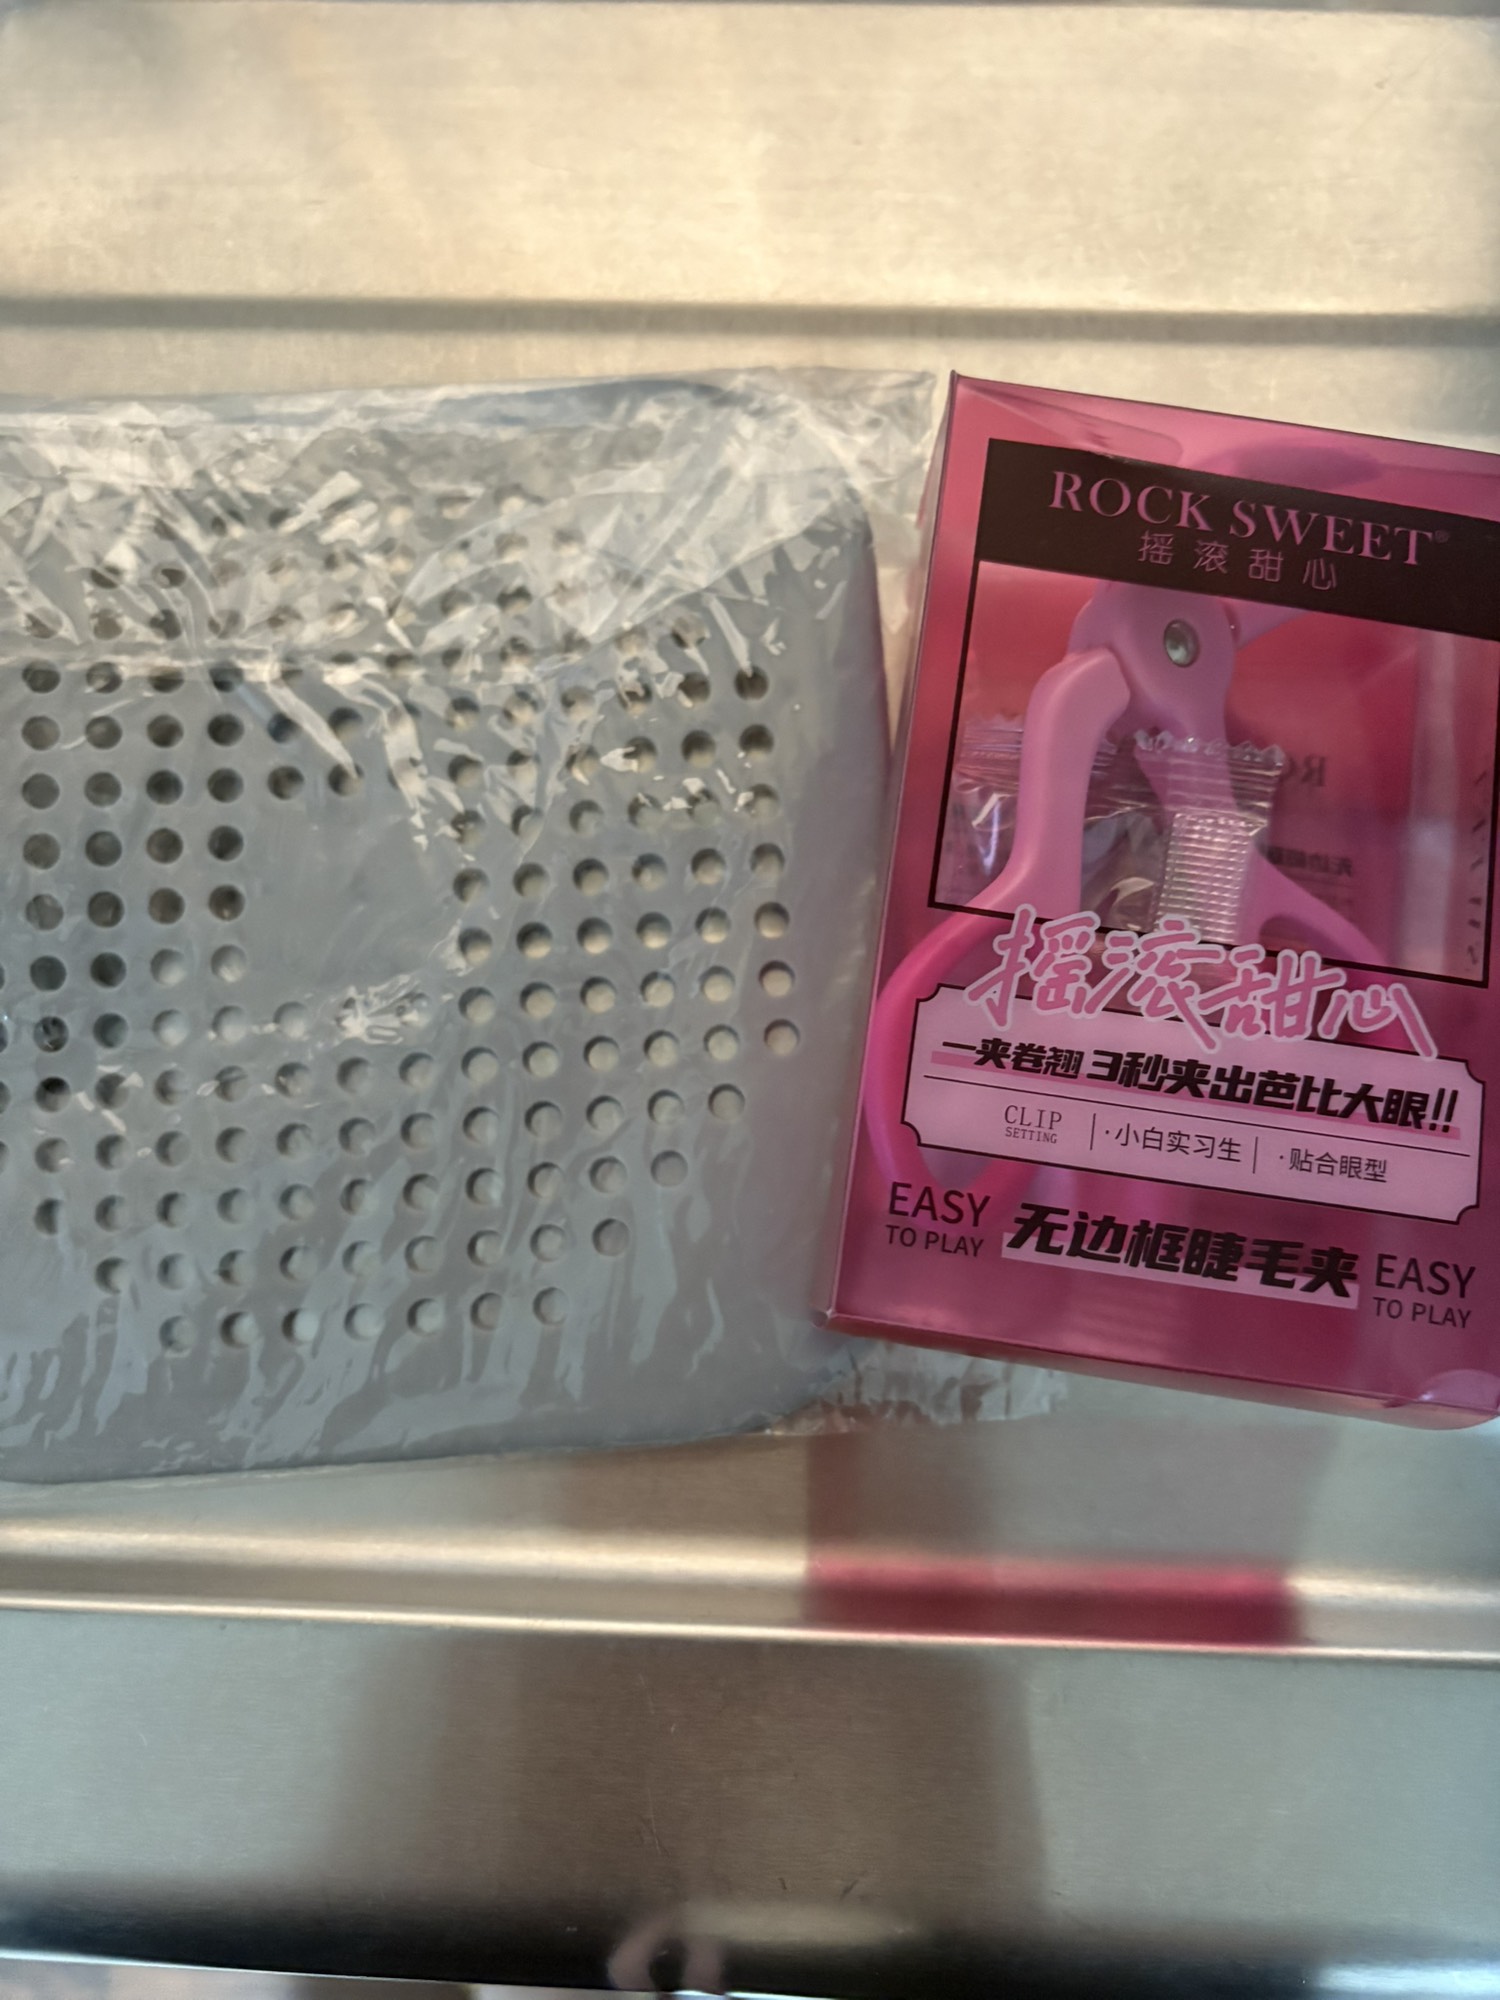 ROCK SWEET®
摇滚甜心
摇滚甜心
一夹卷翘 3秒夹出芭比大眼!!
CLIP
SETTING
·小白实习生
·贴合眼型
EASY
TO PLAY
无边框睫毛夹
EASY
TO PLAY